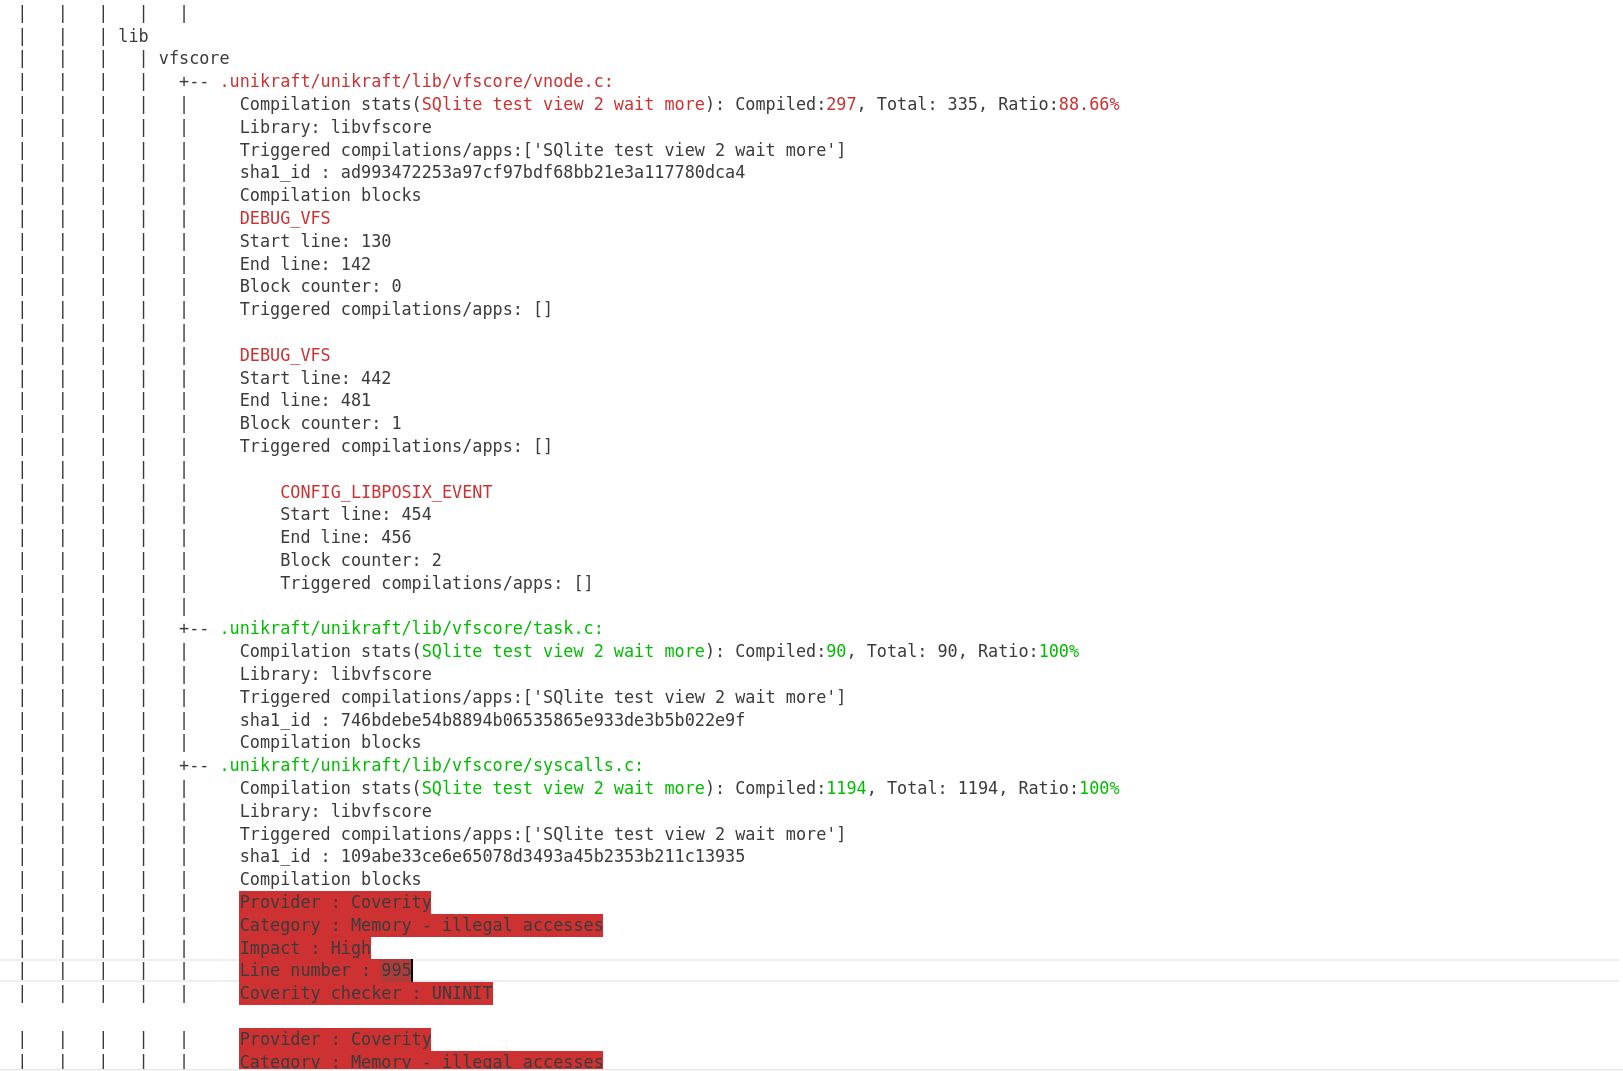 |   |   |   |   |
|   |   | lib
|   |   |   | vfscore
|   |   |   |   +-- .unikraft/unikraft/lib/vfscore/vnode.c:
|   |   |   |   |     Compilation stats(SQlite test view 2 wait more): Compiled:297, Total: 335, Ratio:88.66%
|   |   |   |   |     Library: libvfscore
|   |   |   |   |     Triggered compilations/apps:['SQlite test view 2 wait more']
|   |   |   |   |     sha1_id : ad993472253a97cf97bdf68bb21e3a117780dca4
|   |   |   |   |     Compilation blocks
|   |   |   |   |     DEBUG_VFS
|   |   |   |   |     Start line: 130
|   |   |   |   |     End line: 142
|   |   |   |   |     Block counter: 0
|   |   |   |   |     Triggered compilations/apps: []
|   |   |   |   |
|   |   |   |   |     DEBUG_VFS
|   |   |   |   |     Start line: 442
|   |   |   |   |     End line: 481
|   |   |   |   |     Block counter: 1
|   |   |   |   |     Triggered compilations/apps: []
|   |   |   |   |
|   |   |   |   |         CONFIG_LIBPOSIX_EVENT
|   |   |   |   |         Start line: 454
|   |   |   |   |         End line: 456
|   |   |   |   |         Block counter: 2
|   |   |   |   |         Triggered compilations/apps: []
|   |   |   |   |
|   |   |   |   +-- .unikraft/unikraft/lib/vfscore/task.c:
|   |   |   |   |     Compilation stats(SQlite test view 2 wait more): Compiled:90, Total: 90, Ratio:100%
|   |   |   |   |     Library: libvfscore
|   |   |   |   |     Triggered compilations/apps:['SQlite test view 2 wait more']
|   |   |   |   |     sha1_id : 746bdebe54b8894b06535865e933de3b5b022e9f
|   |   |   |   |     Compilation blocks
|   |   |   |   +-- .unikraft/unikraft/lib/vfscore/syscalls.c:
|   |   |   |   |     Compilation stats(SQlite test view 2 wait more): Compiled:1194, Total: 1194, Ratio:100%
|   |   |   |   |     Library: libvfscore
|   |   |   |   |     Triggered compilations/apps:['SQlite test view 2 wait more']
|   |   |   |   |     sha1_id : 109abe33ce6e65078d3493a45b2353b211c13935
|   |   |   |   |     Compilation blocks
|   |   |   |   |     Provider : Coverity
|   |   |   |   |     Category : Memory - illegal accesses
|   |   |   |   |     Impact : High
|   |   |   |   |     Line number : 995
|   |   |   |   |     Coverity checker : UNINIT

|   |   |   |   |     Provider : Coverity
|   |   |   |   |     Category : Memory - illegal accesses